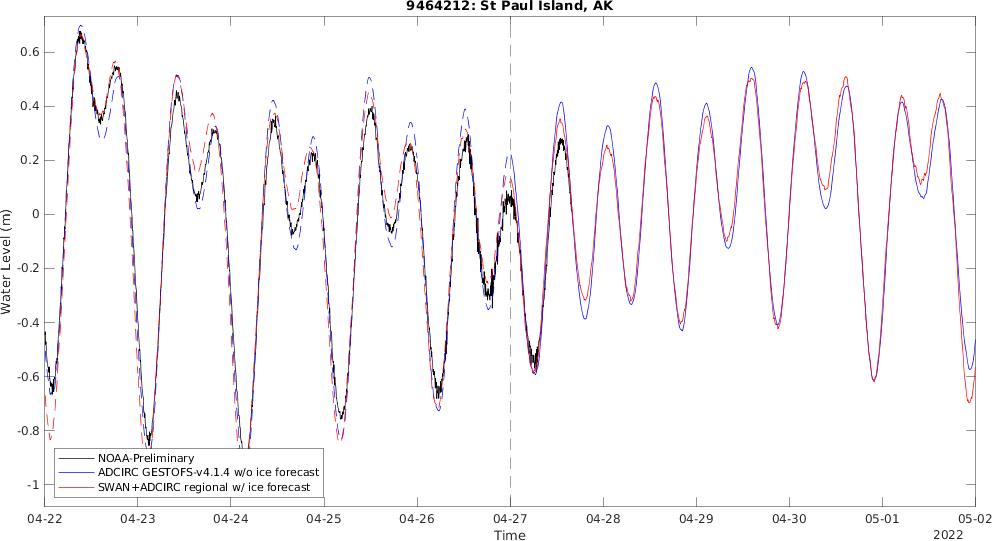 9464212: St Paul Island, AK
Water Level (m)
0.6
0.4
0.2
0
-0.2
-0.4
-0.6
-0.8
-1
NOAA-Preliminary
ADCIRC GESTOFS-v4.1.4 w/o ice forecast
SWAN+ADCIRC regional w/ ice forecast
04-22 04-23 04-24 04-25 04-26 04-27 04-28 04-29 04-30 05-01 05-02
Time
2022